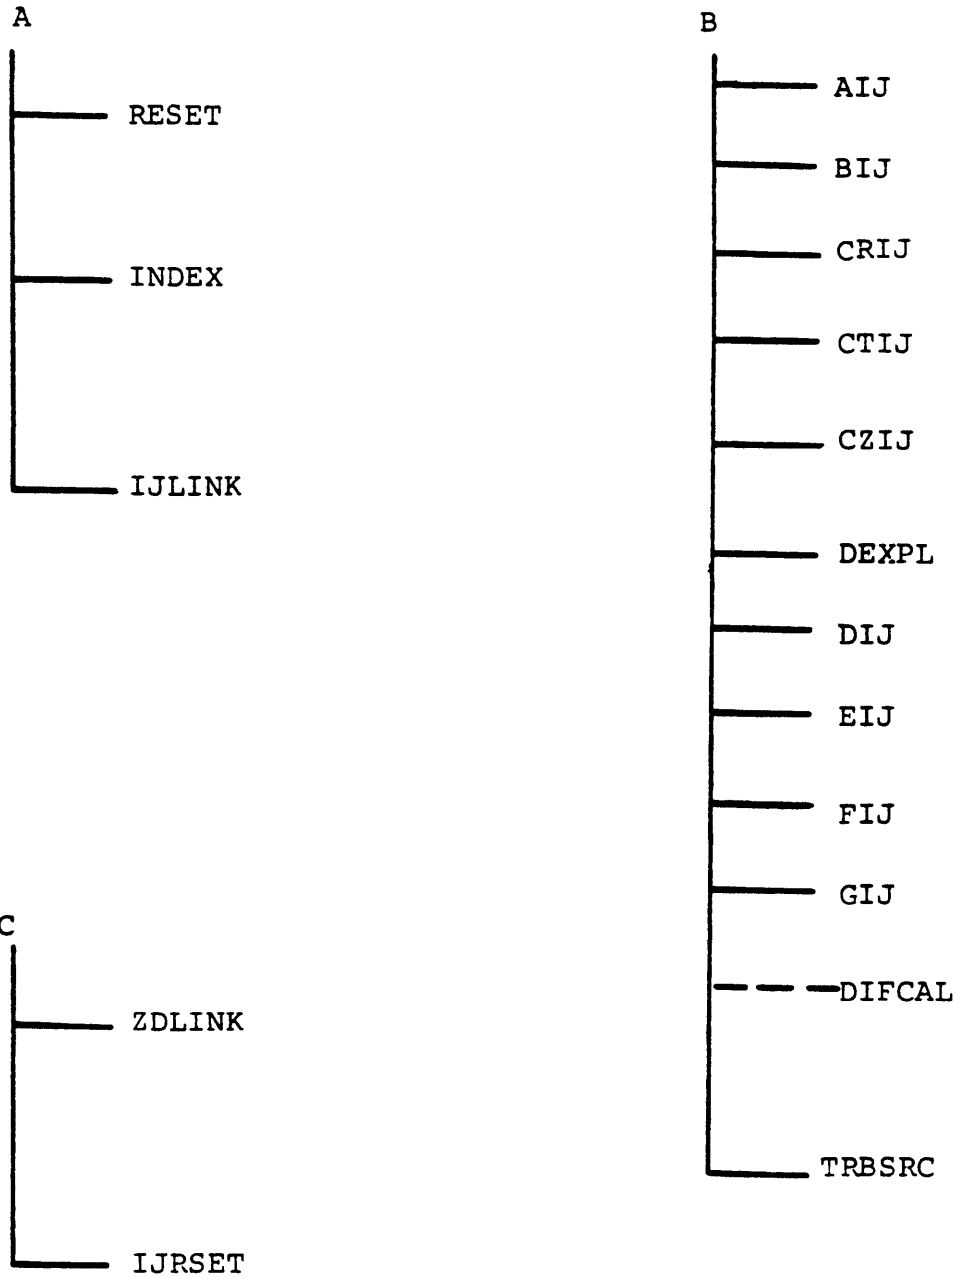 A
RESET
INDEX
IJLINK
B
AIJ
BIJ
CRIJ
CTIJ
CZIJ
DEXPL
DIJ
EIJ
FIJ
GIJ
DIFCAL
TRBSRC
C
ZDLINK
IJRSET